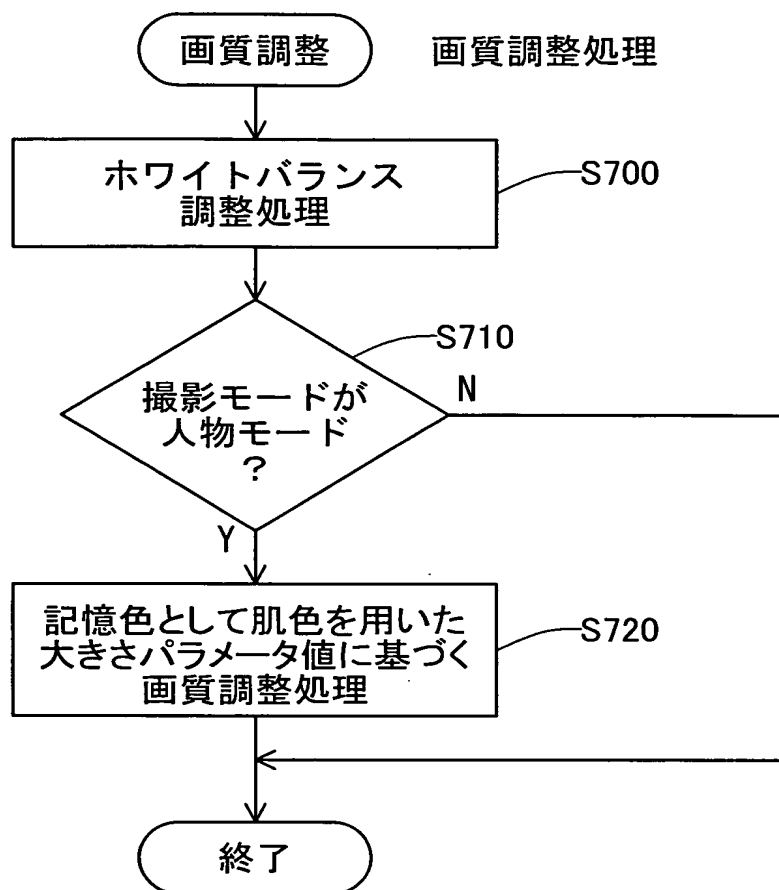 画質調整
画質調整処理
ホワイトバランス
調整処理
S700
S710
撮影モードが
人物モード
?
N
Y
記憶色として肌色を用いた
大きさパラメータ値に基づく
画質調整処理
S720
終了